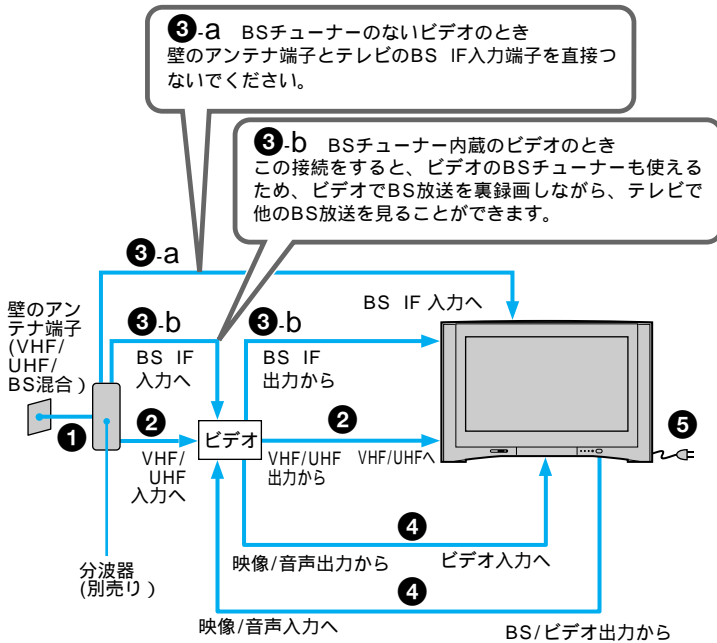 ❸-a BSチューナーのないビデオのとき
壁のアンテナ端子とテレビのBS IF入力端子を直接つ
ないでください。
❸-b BSチューナー内蔵のビデオのとき
この接続をすると、ビデオのBSチューナーも使える
ため、ビデオでBS放送を裏録画しながら、テレビで
他のBS放送を見ることができます。
❸-a
壁のアン
テナ端子
(VHF/
UHF/
BS混合)
❸-b
BS IF
入力へ
❸-b
BS IF
出力から
BS IF 入力へ
❶
❷
VHF/
UHF
入力へ
ビデオ
❷
VHF/UHF
出力から
VHF/UHFへ
❺
分波器
(別売り)
❹
映像/音声出力から
ビデオ入力へ
❹
映像/音声入力へ
BS/ビデオ出力から